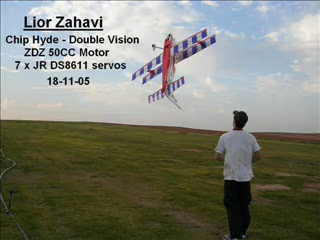 Lior Zahavi
Chip Hyde - Double Vision
ZDZ 50CC Motor
7 x JR DS8611 servos
18-11-05